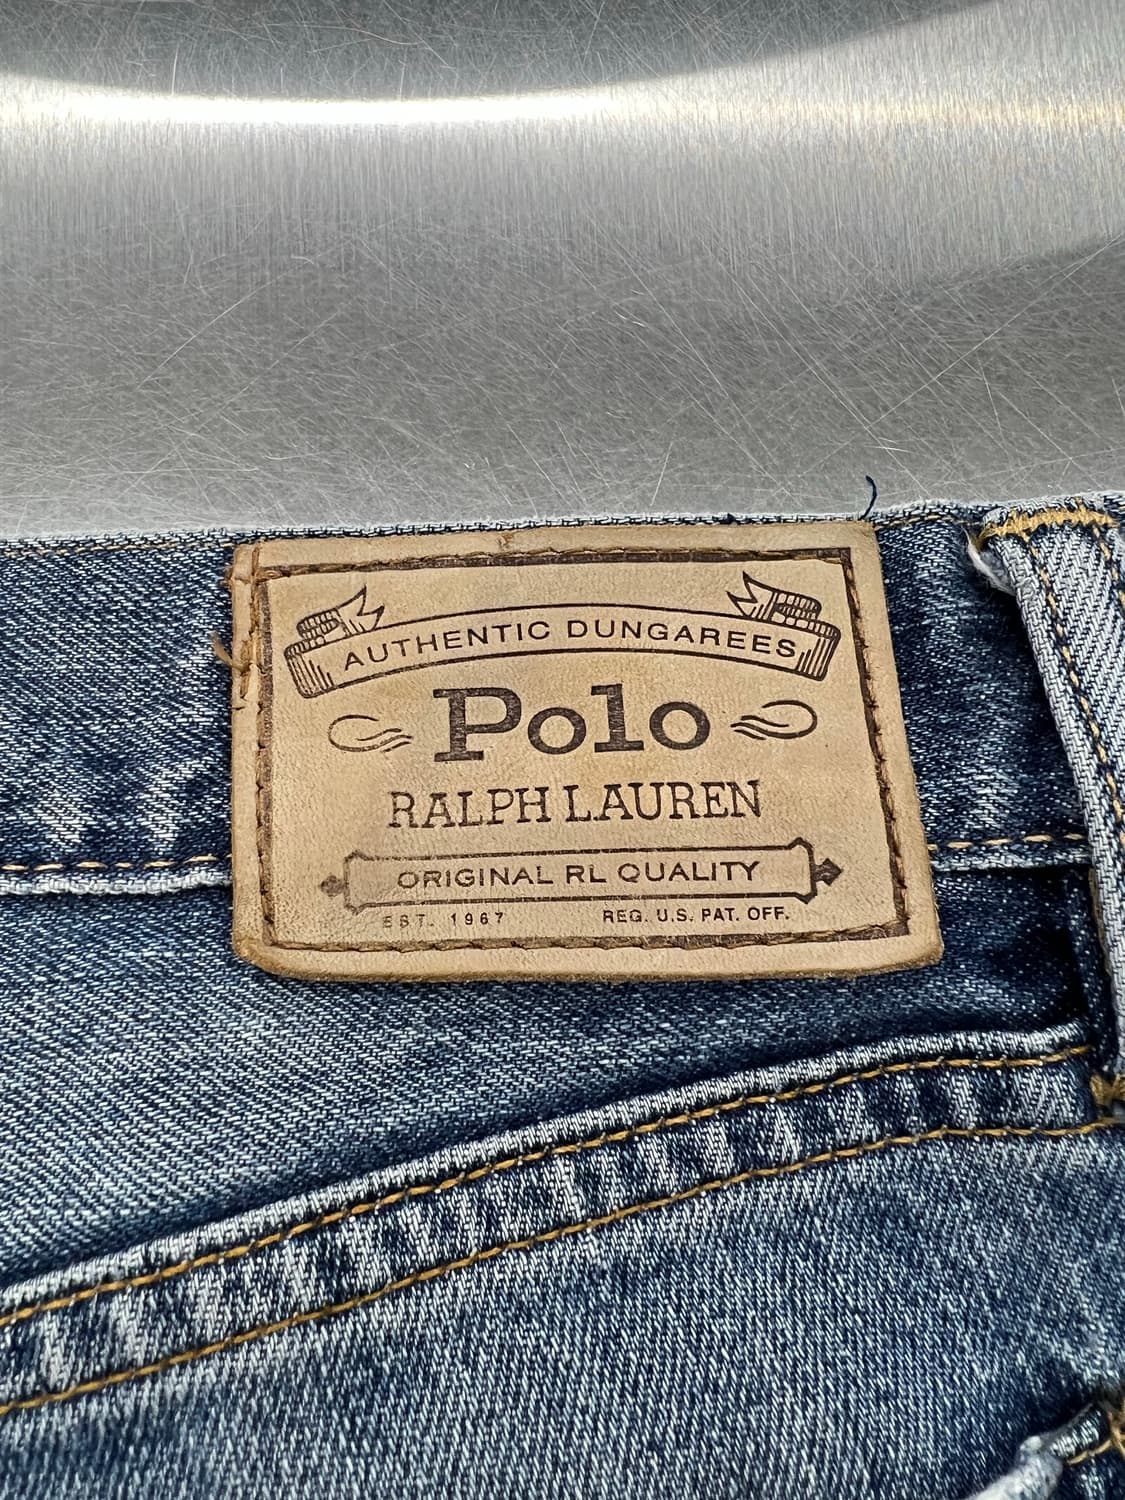 AUTHENTIC DUNGAREES
Polo
RALPH LAUREN
ORIGINAL RL QUALITY
EST. 1967 REG. U.S. PAT. OFF.